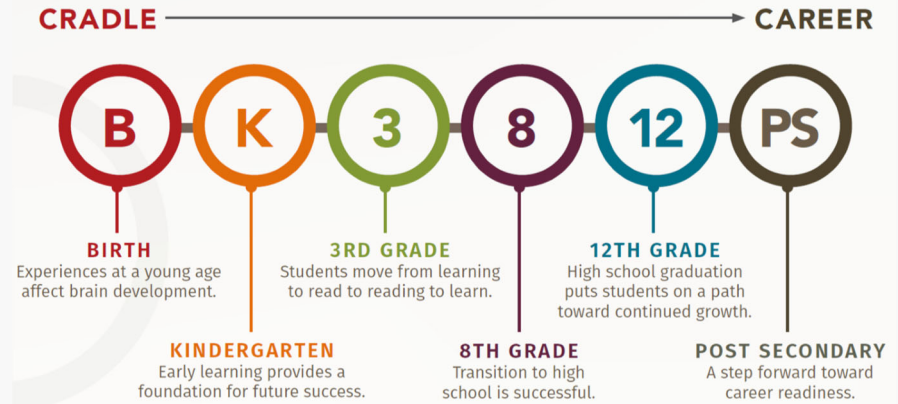 CRADLE
CAREER
B
K
3
8
12
PS
BIRTH
Experiences at a young age
affect brain development.
3RD GRADE
Students move from learning
to read to reading to learn.
12TH GRADE
High school graduation
puts students on a path
toward continued growth.
KINDERGARTEN
Early learning provides a
foundation for future success.
8TH GRADE
Transition to high
school is successful.
POST SECONDARY
A step forward toward
career readiness.